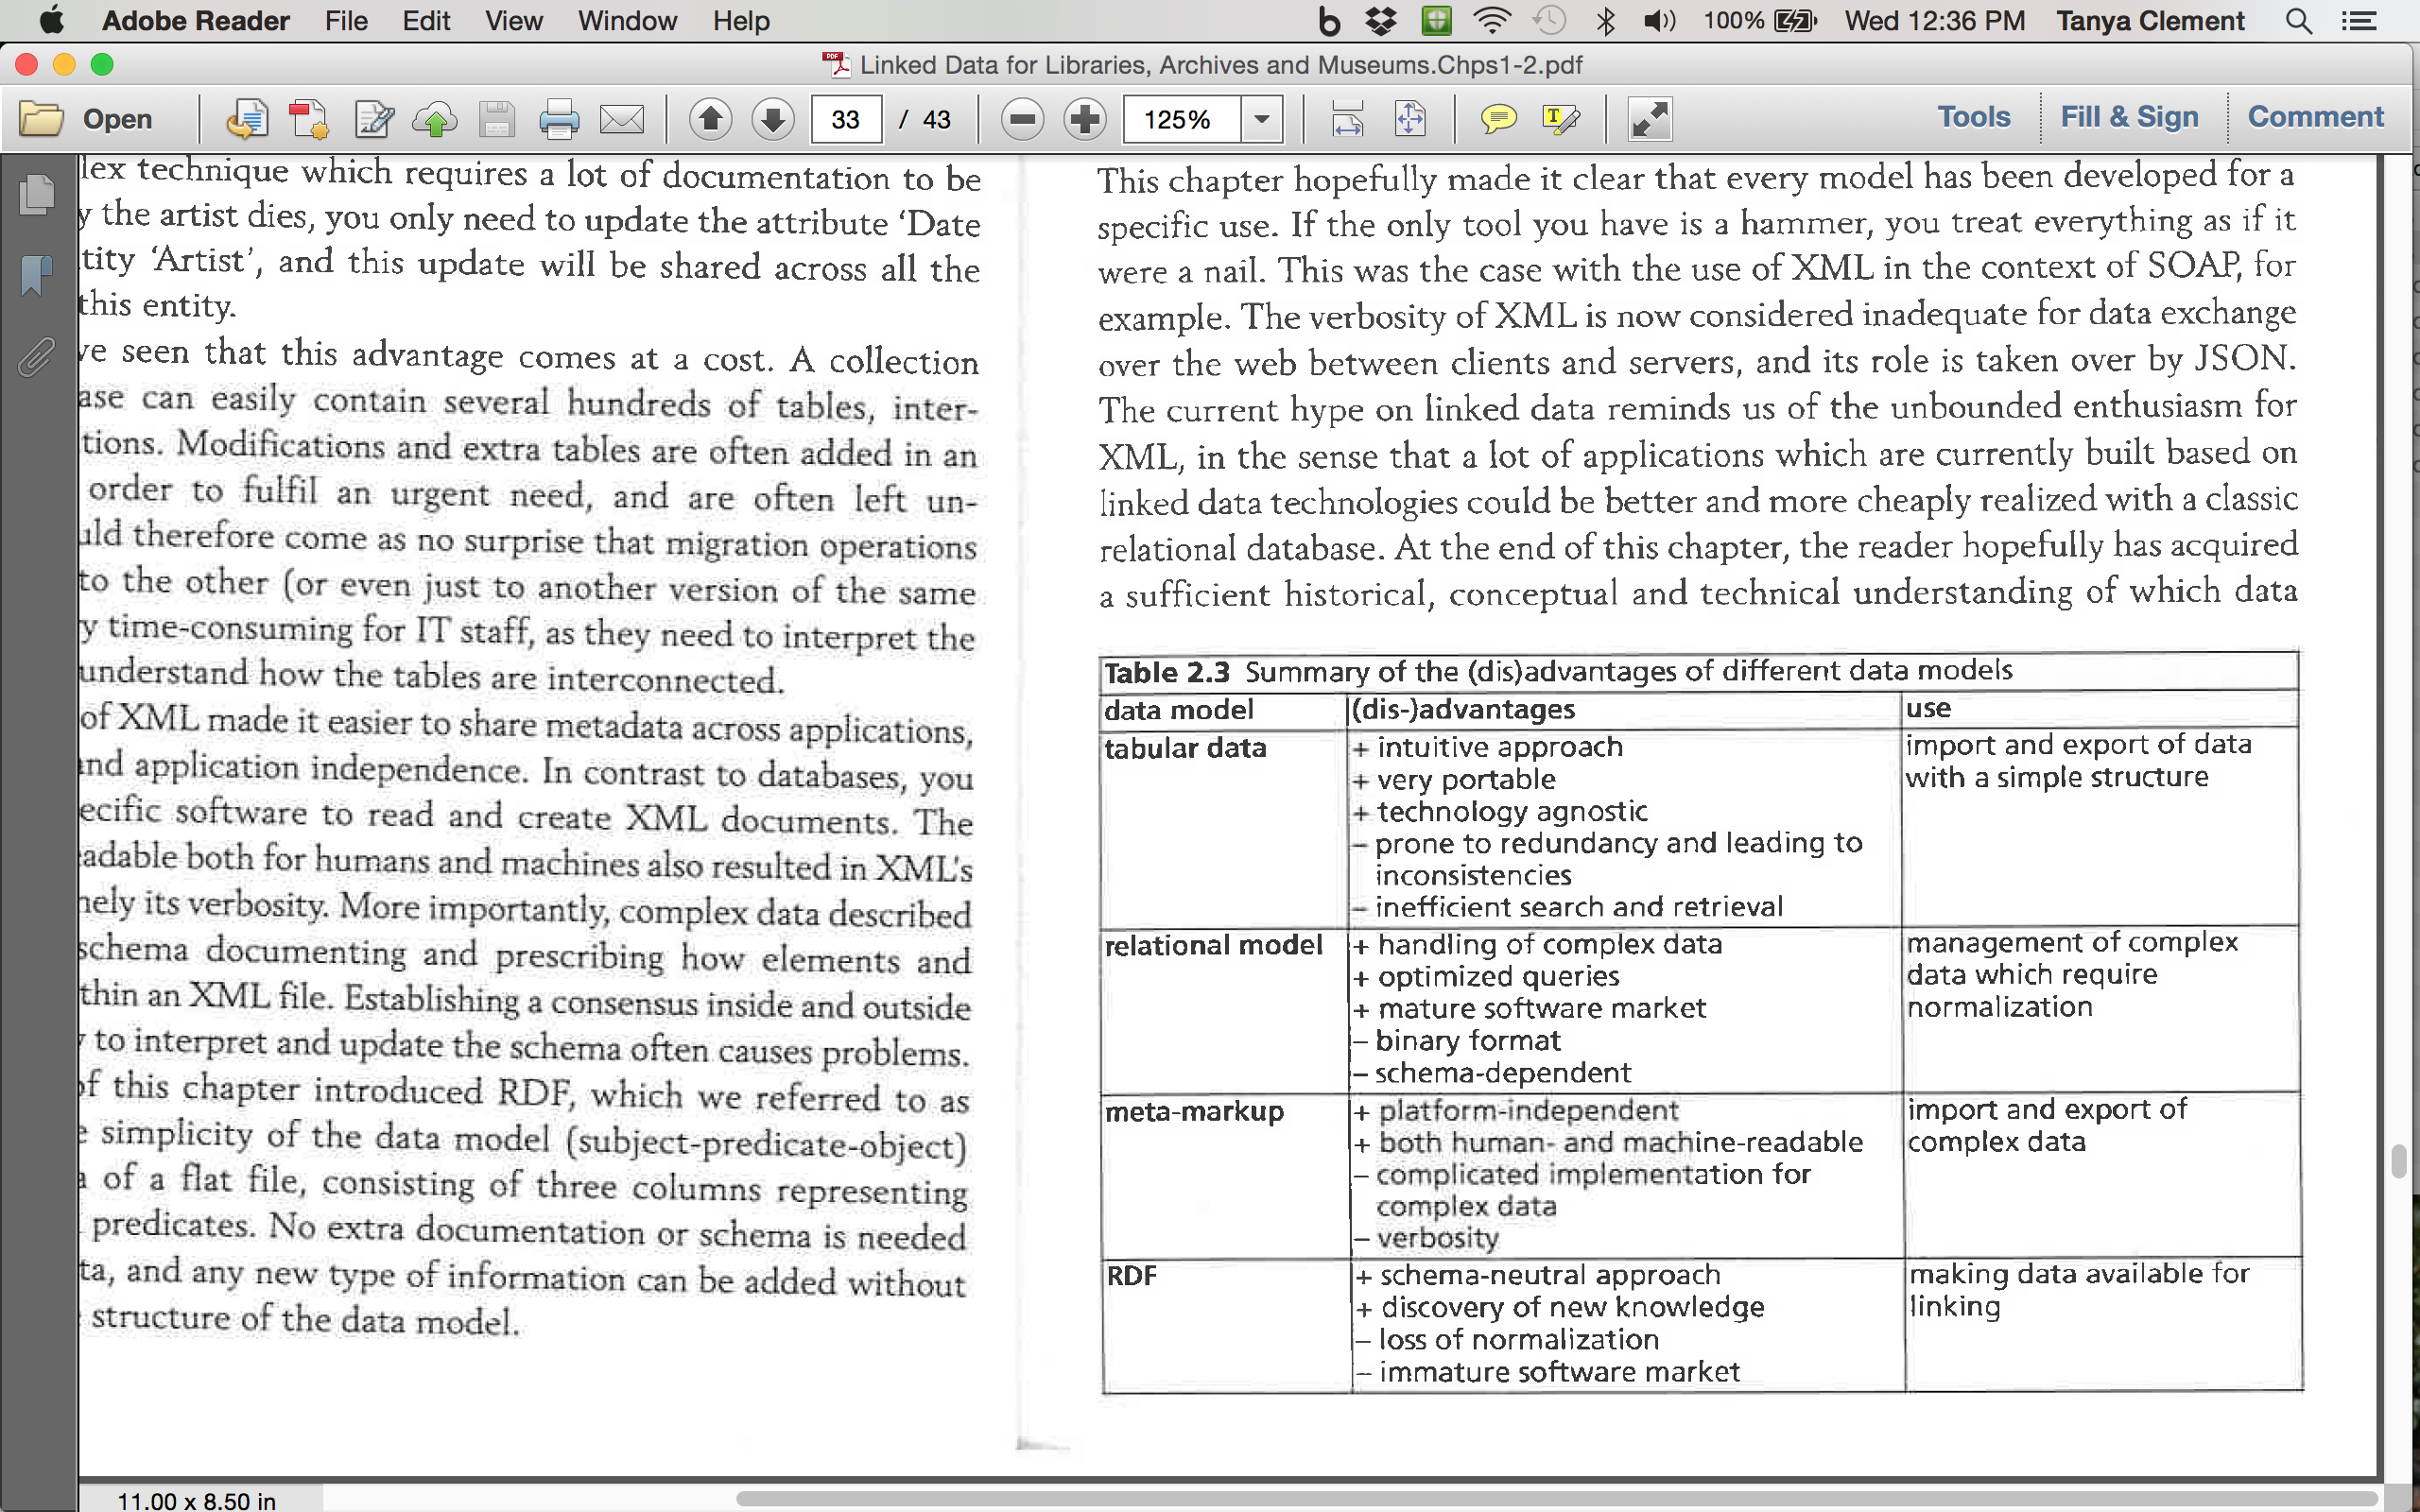 Adobe Reader File Edit View Window Help 100% Wed 12:36 PM Tanya Clement
Linked Data for Libraries, Archives and Museums.Chps1-2.pdf
Open 33 / 43 125% Tools Fill & Sign Comment
lex technique which requires a lot of documentation to be
y the artist dies, you only need to update the attribute ‘Date
tity ‘Artist’, and this update will be shared across all the
this entity.
ve seen that this advantage comes at a cost. A collection
ase can easily contain several hundreds of tables, inter-
tions. Modifications and extra tables are often added in an
order to fulfil an urgent need, and are often left un-
uld therefore come as no surprise that migration operations
to the other (or even just to another version of the same
y time-consuming for IT staff, as they need to interpret the
understand how the tables are interconnected.
of XML made it easier to share metadata across applications,
and application independence. In contrast to databases, you
ecific software to read and create XML documents. The
adable both for humans and machines also resulted in XML's
nely its verbosity. More importantly, complex data described
schema documenting and prescribing how elements and
thin an XML file. Establishing a consensus inside and outside
to interpret and update the schema often causes problems.
of this chapter introduced RDF, which we referred to as
e simplicity of the data model (subject-predicate-object)
a of a flat file, consisting of three columns representing
predicates. No extra documentation or schema is needed
ta, and any new type of information can be added without
structure of the data model.
This chapter hopefully made it clear that every model has been developed for a
specific use. If the only tool you have is a hammer, you treat everything as if it
were a nail. This was the case with the use of XML in the context of SOAP, for
example. The verbosity of XML is now considered inadequate for data exchange
over the web between clients and servers, and its role is taken over by JSON.
The current hype on linked data reminds us of the unbounded enthusiasm for
XML, in the sense that a lot of applications which are currently built based on
linked data technologies could be better and more cheaply realized with a classic
relational database. At the end of this chapter, the reader hopefully has acquired
a sufficient historical, conceptual and technical understanding of which data
Table 2.3 Summary of the (dis)advantages of different data models
data model (dis-)advantages use
tabular data + intuitive approach import and export of data
+ very portable with a simple structure
+ technology agnostic
– prone to redundancy and leading to
inconsistencies
– inefficient search and retrieval
relational model + handling of complex data management of complex
+ optimized queries data which require
+ mature software market normalization
– binary format
– schema-dependent
meta-markup + platform-independent import and export of
+ both human- and machine-readable complex data
– complicated implementation for
complex data
– verbosity
RDF + schema-neutral approach making data available for
+ discovery of new knowledge linking
– loss of normalization
– immature software market
11.00 x 8.50 in